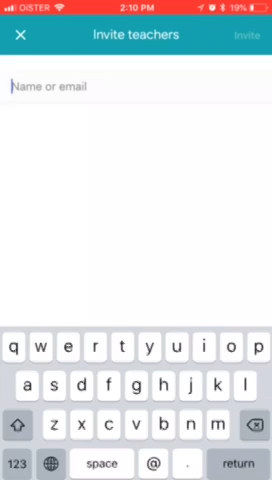 OiSTER 2:10 PM 19%
Invite teachers Invite
Name or email
q w e r t y u i o p
a s d f g h j k l
z x c v b n m
123 space @ . return